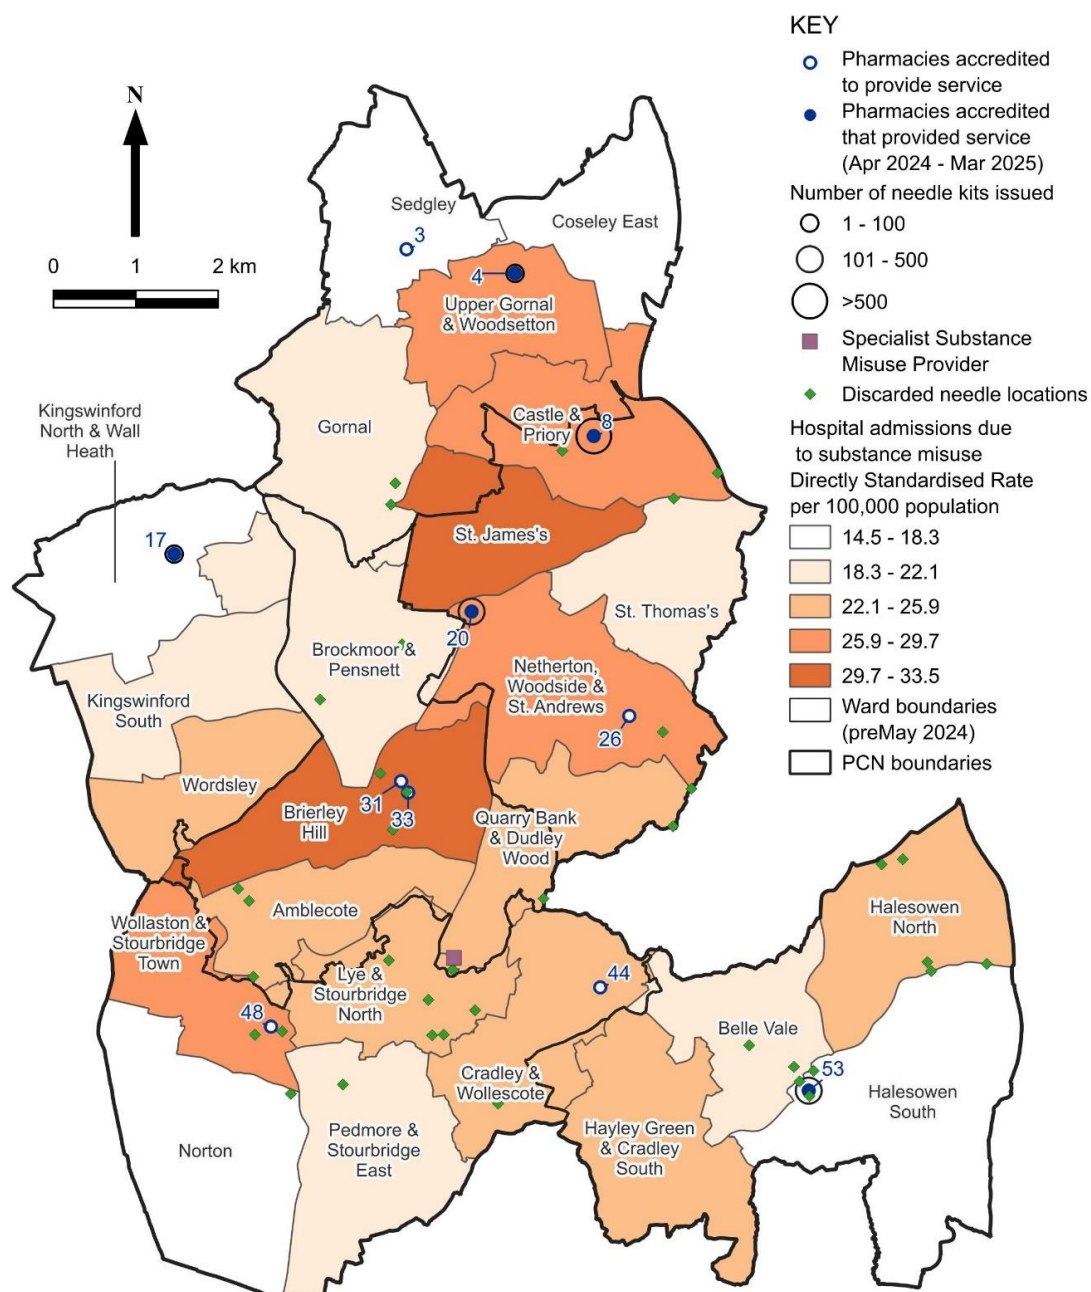 KEY
Pharmacies accredited
to provide service
Pharmacies accredited
that provided service
(Apr 2024 - Mar 2025)
Number of needle kits issued
1 - 100
101 - 500
>500
Specialist Substance
Misuse Provider
Discarded needle locations
Hospital admissions due
to substance misuse
Directly Standardised Rate
per 100,000 population
14.5 - 18.3
18.3 - 22.1
22.1 - 25.9
25.9 - 29.7
29.7 - 33.5
Ward boundaries
(preMay 2024)
PCN boundaries
N
0 1 2 km
Sedgley
3
Coseley East
4
Upper Gornal
& Woodsetton
Kingswinford
North & Wall
Heath
Gornal
Castle &
Priory
8
17
St. James's
20
St. Thomas's
Brockmoor &
Pensnett
Netherton,
Woodside &
St. Andrews
26
Kingswinford
South
Wordsley
31
33
Brierley
Hill
Quarry Bank
& Dudley
Wood
Amblecote
Wollaston &
Stourbridge
Town
Lye &
Stourbridge
North
44
48
Halesowen
North
Belle Vale
53
Halesowen
South
Cradley &
Wollescote
Hayley Green
& Cradley
South
Pedmore &
Stourbridge
East
Norton